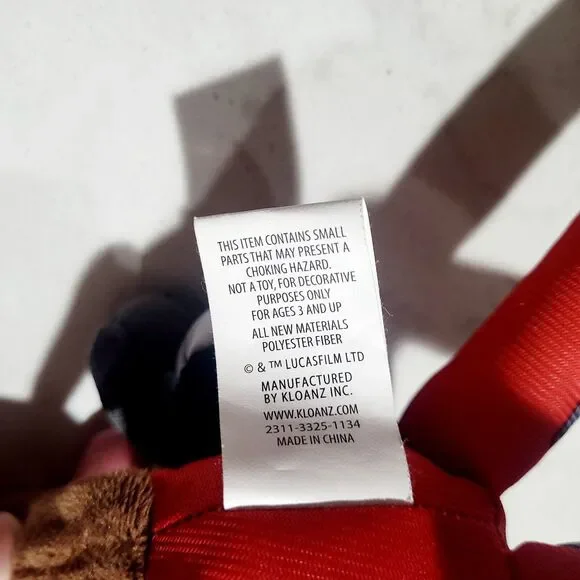 THIS ITEM CONTAINS SMALL
PARTS THAT MAY PRESENT A
CHOKING HAZARD.
NOT A TOY, FOR DECORATIVE
PURPOSES ONLY
FOR AGES 3 AND UP
ALL NEW MATERIALS
POLYESTER FIBER
© & ™ LUCASFILM LTD
MANUFACTURED
BY KLOANZ INC.
WWW.KLOANZ.COM
2311-3325-1134
MADE IN CHINA